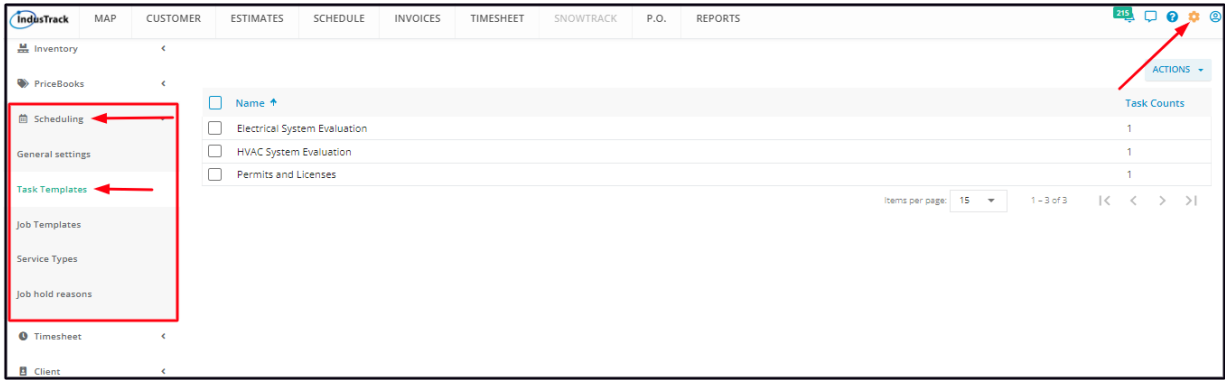 IndusTrack MAP CUSTOMER ESTIMATES SCHEDULE INVOICES TIMESHEET SNOWTRACK P.O. REPORTS 215
Inventory
PriceBooks
Scheduling
General settings
Task Templates
Job Templates
Service Types
Job hold reasons
Timesheet
Client
ACTIONS
Name Task Counts
Electrical System Evaluation 1
HVAC System Evaluation 1
Permits and Licenses 1
Items per page: 15 1 – 3 of 3